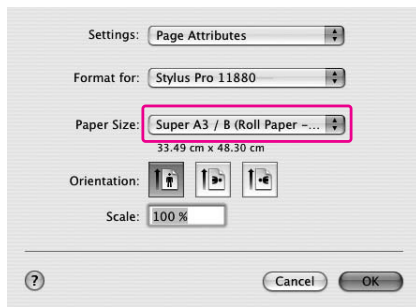 Settings: Page Attributes
Format for: Stylus Pro 11880
Paper Size: Super A3 / B (Roll Paper –...
33.49 cm x 48.30 cm
Orientation:
Scale: 100 %
? Cancel OK